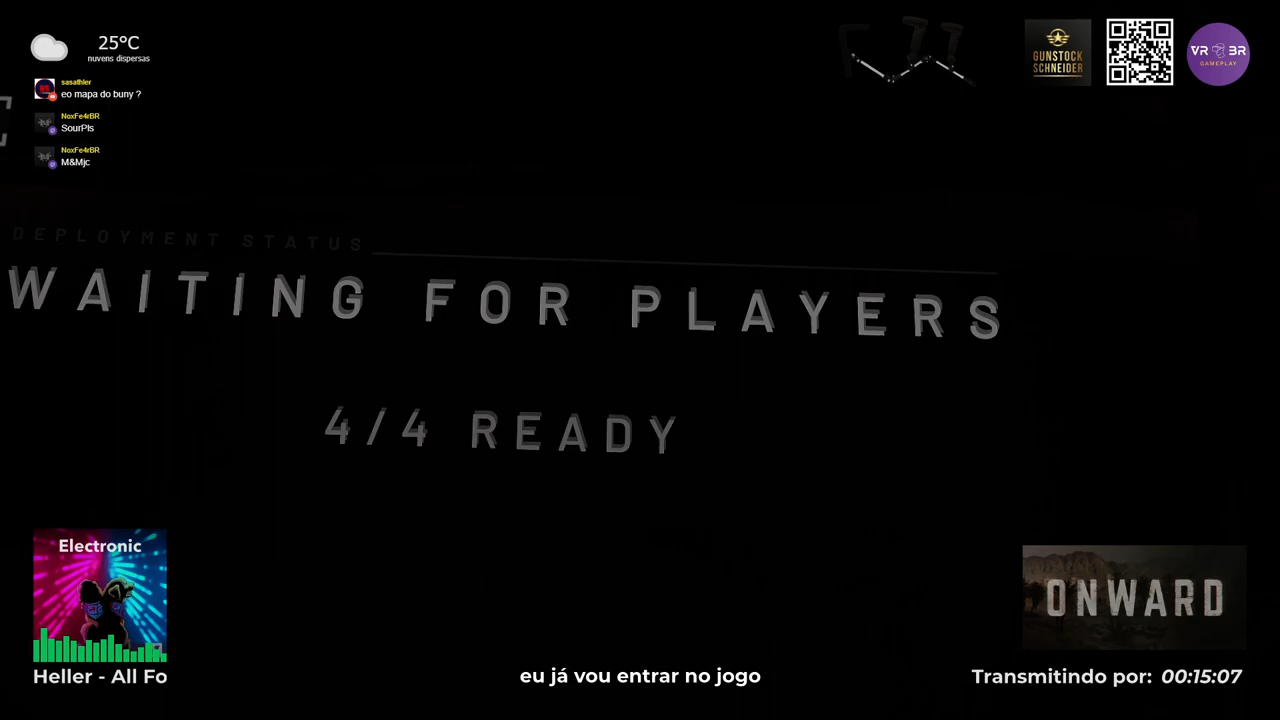 25°C
nuvens dispersas
sasathler
eo mapa do buny ?
NoxFe4rBR
SourPls
NoxFe4rBR
M&Mjc
GUNSTOCK
SCHNEIDER
VR BR
GAMEPLAY
DEPLOYMENT STATUS
WAITING FOR PLAYERS
4/4 READY
Electronic
Heller - All Fo
ONWARD
eu já vou entrar no jogo
Transmitindo por: 00:15:07